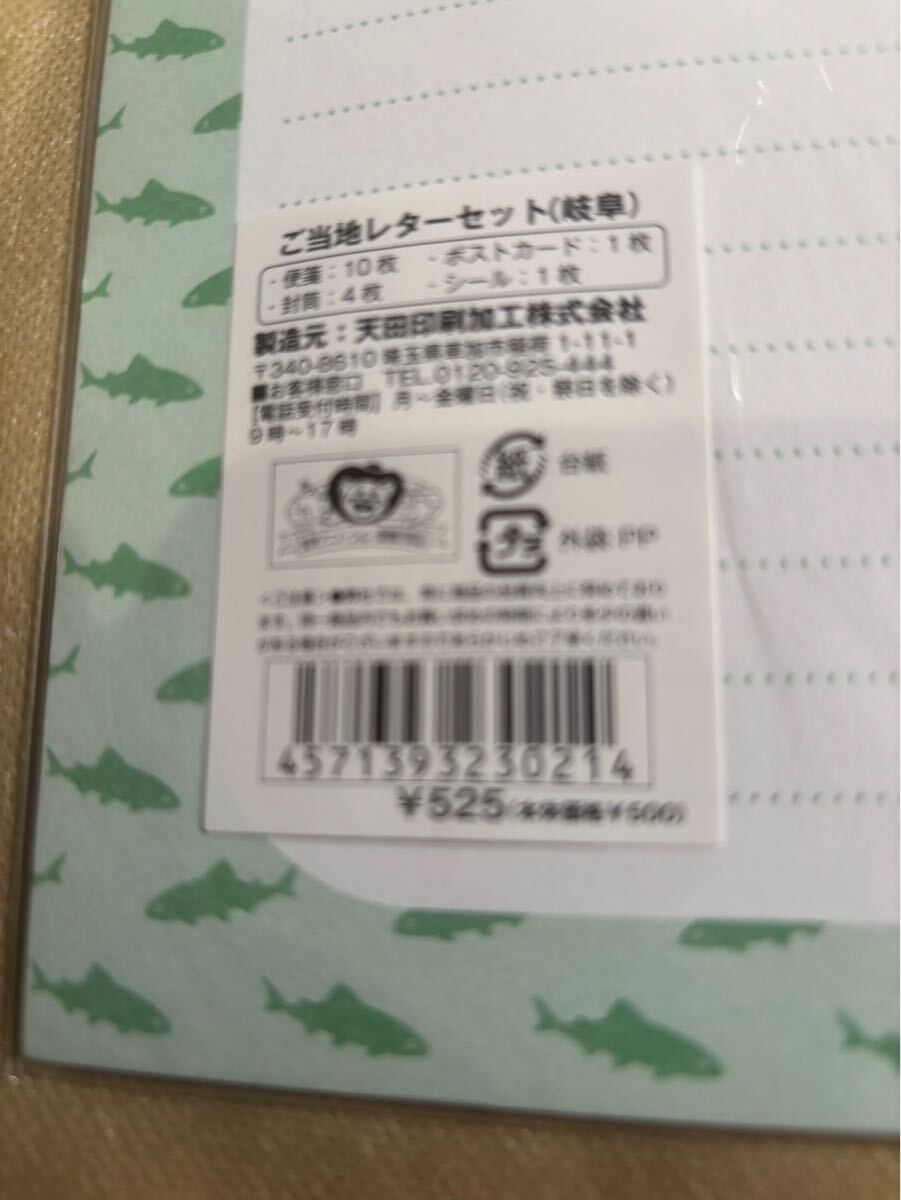 ご当地レターセット(岐阜)
・便箋：10枚 ・ポストカード：1枚
・封筒：4枚 ・シール：1枚
製造元：天田印刷加工株式会社
〒340-8610 埼玉県草加市稲荷 1-11-1
■お客様窓口 TEL.0120-925-444
[電話受付時間] 月～金曜日(祝・祭日を除く)
9時～17時
紙 台紙
プラ 外袋:PP
4571393230214
￥525(本体価格￥500)